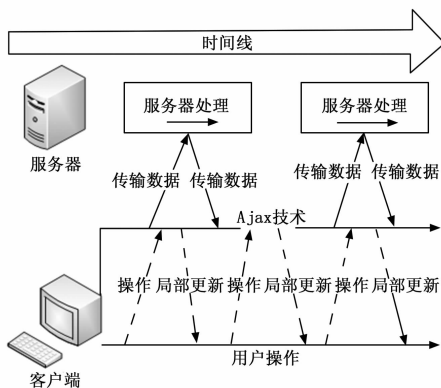 时间线
服务器处理
服务器处理
服务器
传输数据
传输数据
传输数据
传输数据
Ajax技术
操作
局部更新
操作
局部更新
操作
局部更新
用户操作
客户端